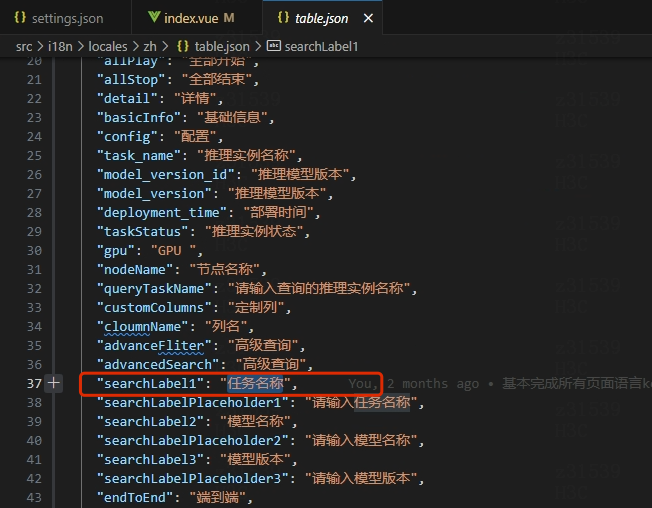 settings.json
index.vue M
table.json
src > i18n > locales > zh > table.json > searchLabel1
20 "allPlay": "全部开始",
21 "allStop": "全部结束",
22 "detail": "详情",
23 "basicInfo": "基础信息",
24 "config": "配置",
25 "task_name": "推理实例名称",
26 "model_version_id": "推理模型版本",
27 "model_version": "推理模型版本",
28 "deployment_time": "部署时间",
29 "taskStatus": "推理实例状态",
30 "gpu": "GPU ",
31 "nodeName": "节点名称",
32 "queryTaskName": "请输入查询的推理实例名称",
33 "customColumns": "定制列",
34 "cloumnName": "列名",
35 "advanceFliter": "高级查询",
36 "advancedSearch": "高级查询",
37 "searchLabel1": "任务名称", You, 2 months ago • 基本完成所有页面语言
38 "searchLabelPlaceholder1": "请输入任务名称",
39 "searchLabel2": "模型名称",
40 "searchLabelPlaceholder2": "请输入模型名称",
41 "searchLabel3": "模型版本",
42 "searchLabelPlaceholder3": "请输入模型版本",
43 "endToEnd": "端到端",